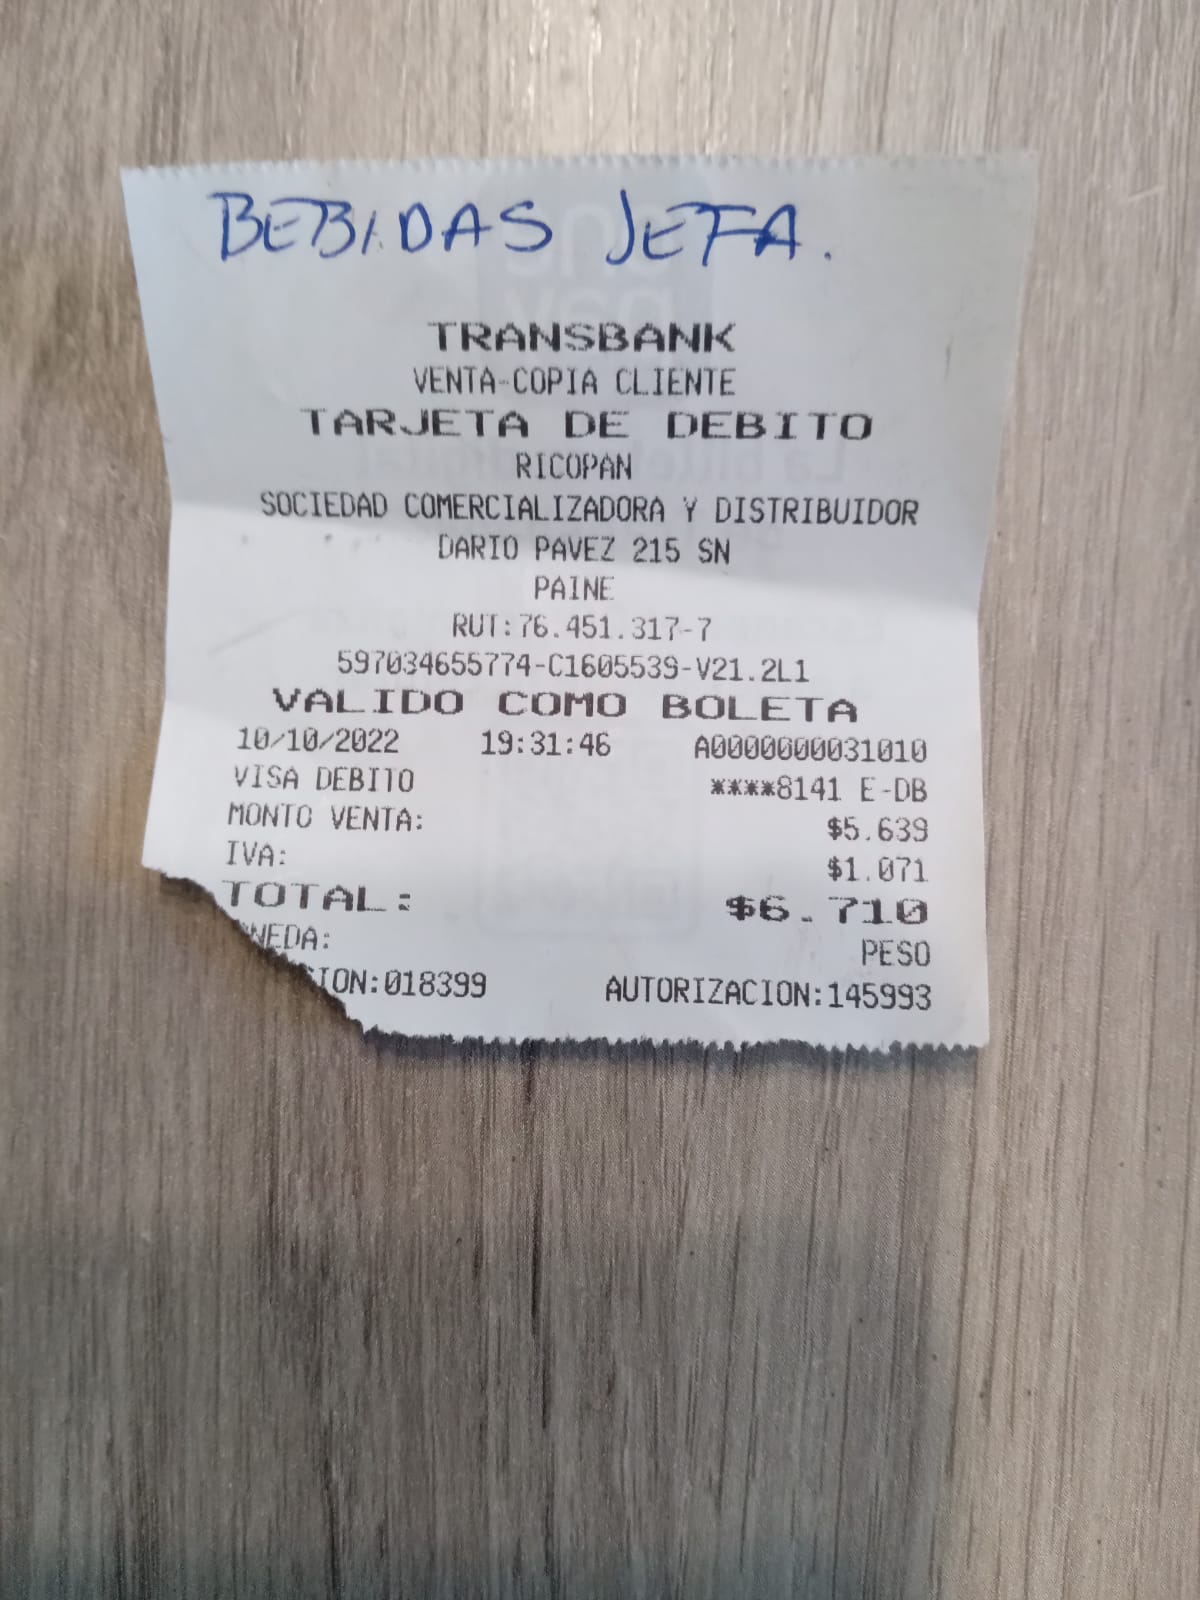 BEBIDAS JEFA.
TRANSBANK
VENTA-COPIA CLIENTE
TARJETA DE DEBITO
RICOPAN
SOCIEDAD COMERCIALIZADORA Y DISTRIBUIDOR
DARIO PAVEZ 215 SN
PAINE
RUT:76.451.317-7
597034655774-C1605539-V21.2L1
VALIDO COMO BOLETA
10/10/2022 19:31:46 A0000000031010
VISA DEBITO ****8141 E-DB
MONTO VENTA: $5.639
IVA: $1.071
TOTAL: $6.710
NEDA: PESO
ION:018399 AUTORIZACION:145993